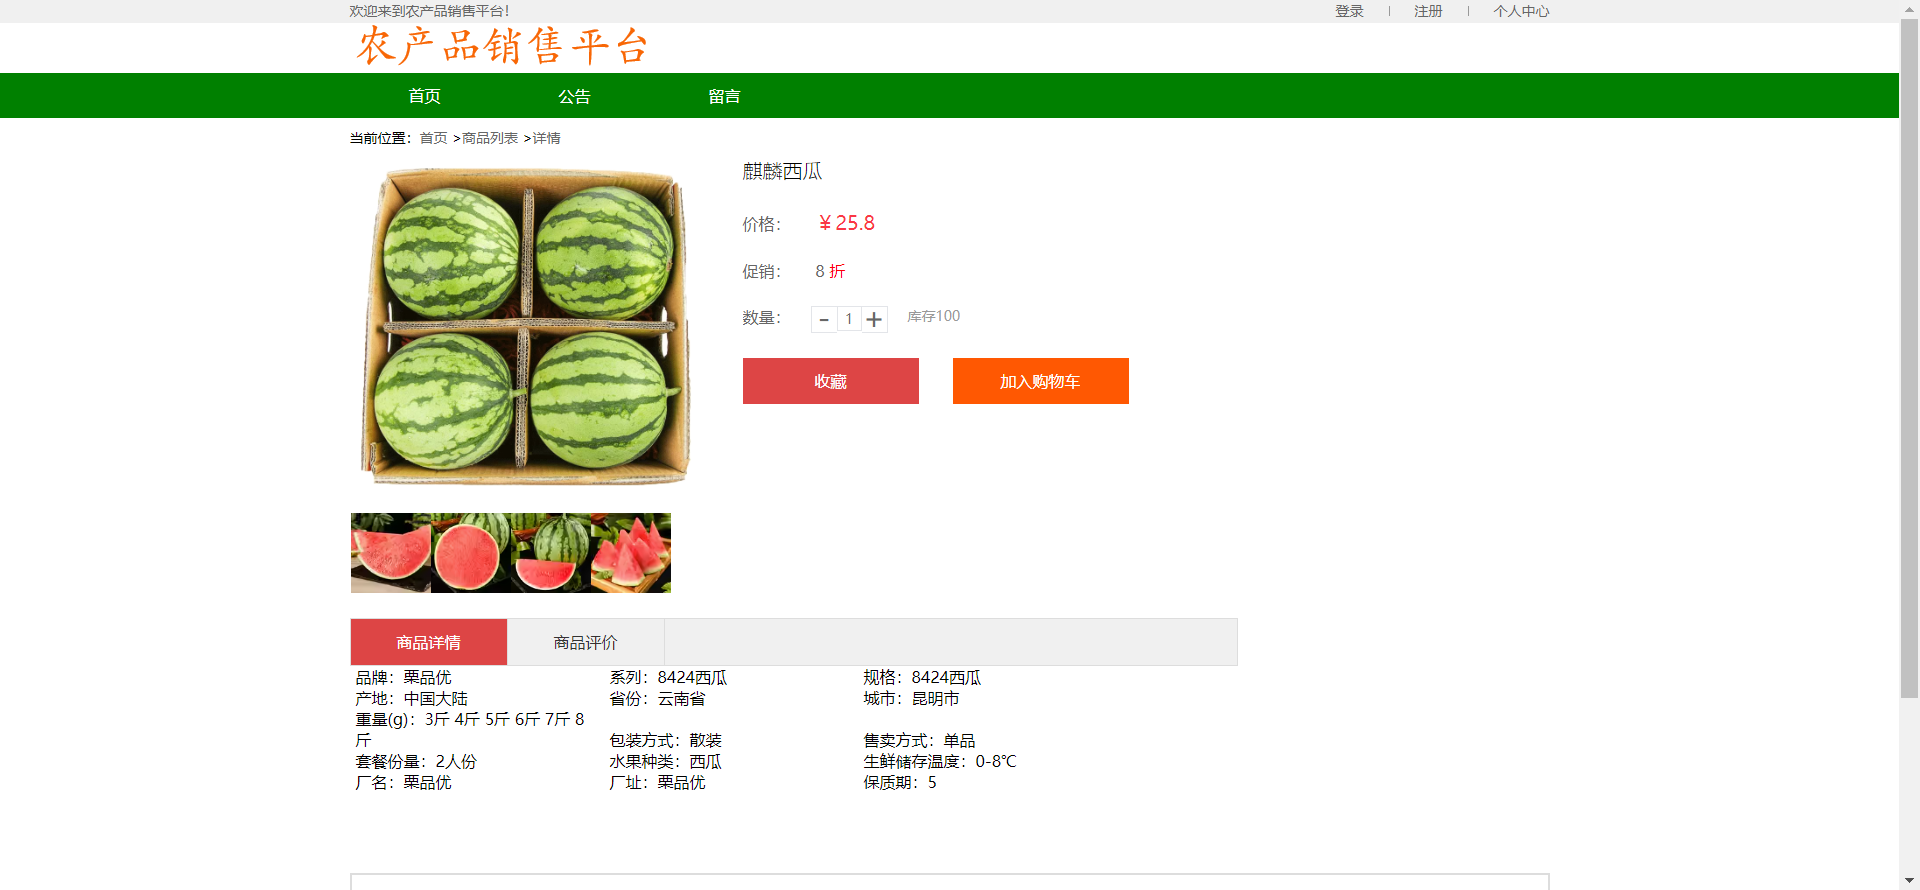 欢迎来到农产品销售平台！
登录 | 注册 | 个人中心
农产品销售平台
首页 公告 留言
当前位置：首页 >商品列表 >详情
麒麟西瓜
价格： ¥ 25.8
促销： 8 折
数量： - 1 + 库存100
收藏 加入购物车
商品详情 商品评价
品牌：栗品优 系列：8424西瓜 规格：8424西瓜
产地：中国大陆 省份：云南省 城市：昆明市
重量(g)：3斤 4斤 5斤 6斤 7斤 8
斤 包装方式：散装 售卖方式：单品
套餐份量：2人份 水果种类：西瓜 生鲜储存温度：0-8℃
厂名：栗品优 厂址：栗品优 保质期：5